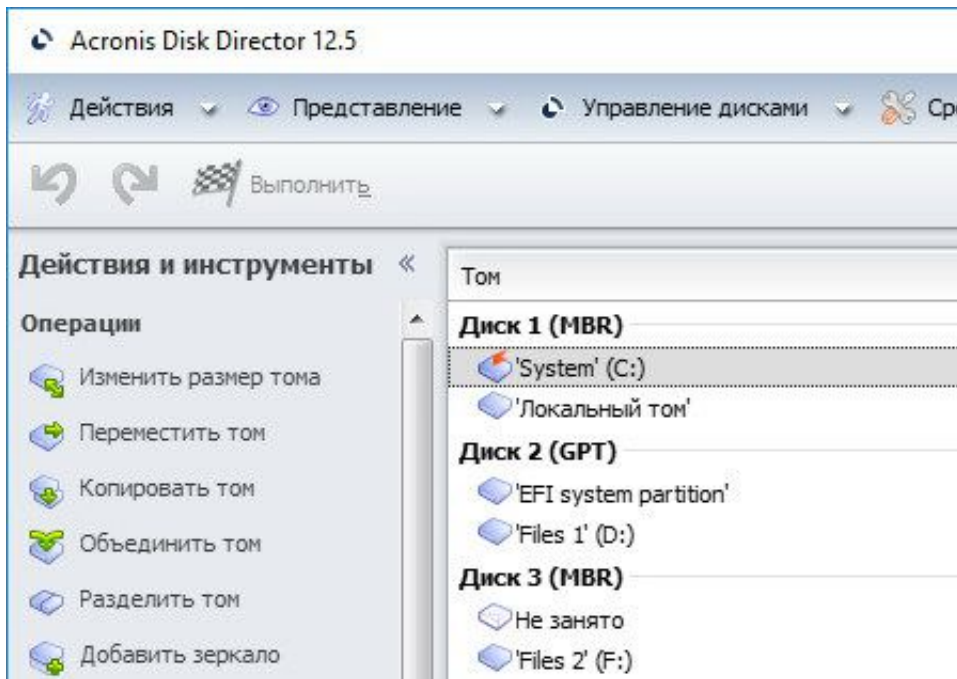 Acronis Disk Director 12.5
Действия Представление Управление дисками
Выполнить
Действия и инструменты «
Операции
Изменить размер тома
Переместить том
Копировать том
Объединить том
Разделить том
Добавить зеркало
Том
Диск 1 (MBR)
'System' (C:)
'Локальный том'
Диск 2 (GPT)
'EFI system partition'
'Files 1' (D:)
Диск 3 (MBR)
Не занято
'Files 2' (F:)